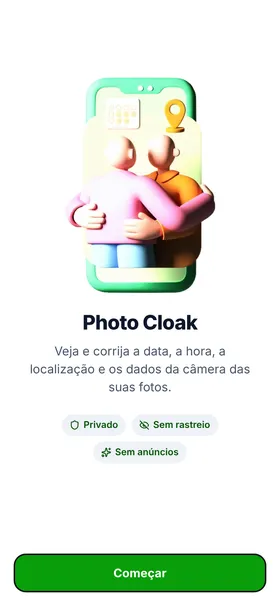 Photo Cloak
Veja e corrija a data, a hora, a
localização e os dados da câmera das
suas fotos.
Privado
Sem rastreio
Sem anúncios
Começar